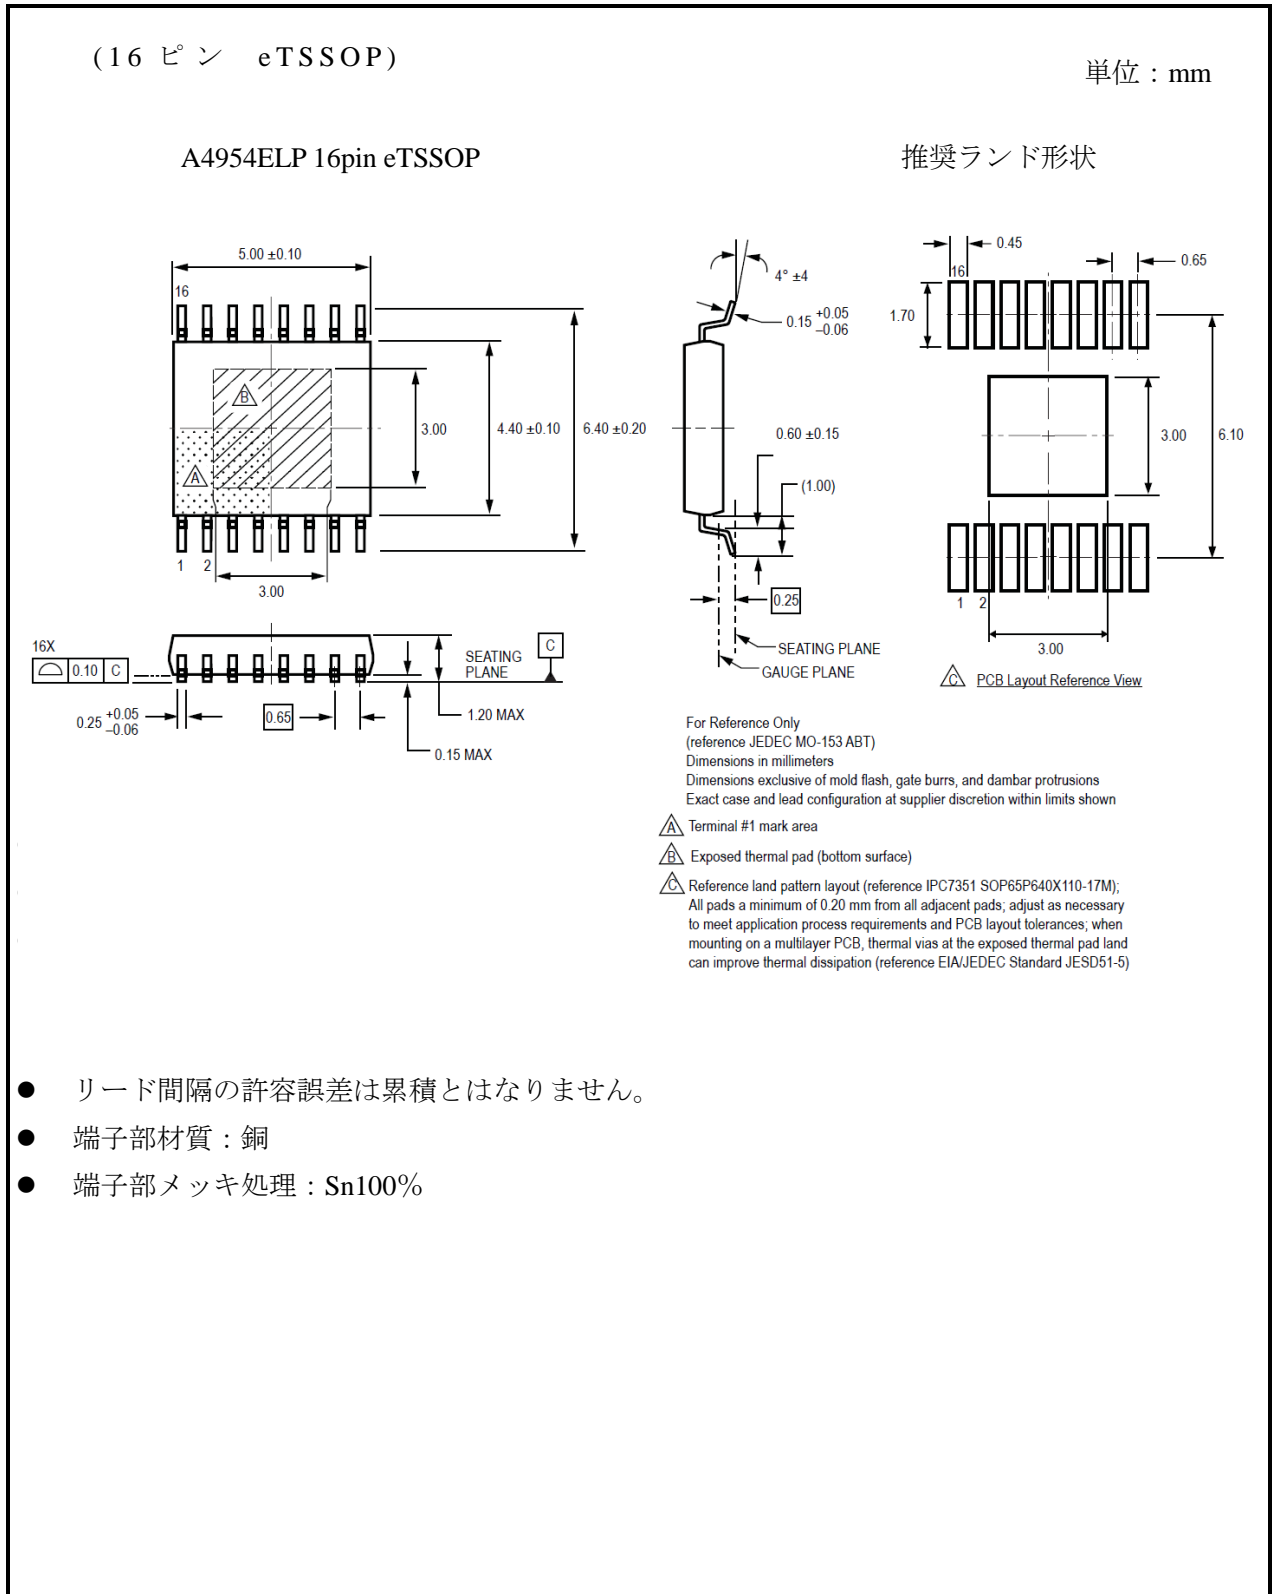 (16 ピン eTSSOP)
単位：mm
A4954ELP 16pin eTSSOP
推奨ランド形状
5.00 ±0.10
16
B
A
3.00
4.40 ±0.10
6.40 ±0.20
1 2
3.00
4° ±4
0.15 +0.05 –0.06
0.60 ±0.15
(1.00)
0.25
SEATING PLANE
GAUGE PLANE
0.45
0.65
16
1.70
3.00
6.10
1 2
3.00
C PCB Layout Reference View
16X
0.10 C
SEATING
PLANE
C
0.25 +0.05 –0.06
0.65
1.20 MAX
0.15 MAX
For Reference Only
(reference JEDEC MO-153 ABT)
Dimensions in millimeters
Dimensions exclusive of mold flash, gate burrs, and dambar protrusions
Exact case and lead configuration at supplier discretion within limits shown
A Terminal #1 mark area
B Exposed thermal pad (bottom surface)
C Reference land pattern layout (reference IPC7351 SOP65P640X110-17M);
All pads a minimum of 0.20 mm from all adjacent pads; adjust as necessary
to meet application process requirements and PCB layout tolerances; when
mounting on a multilayer PCB, thermal vias at the exposed thermal pad land
can improve thermal dissipation (reference EIA/JEDEC Standard JESD51-5)
● リード間隔の許容誤差は累積とはなりません。
● 端子部材質：銅
● 端子部メッキ処理：Sn100％